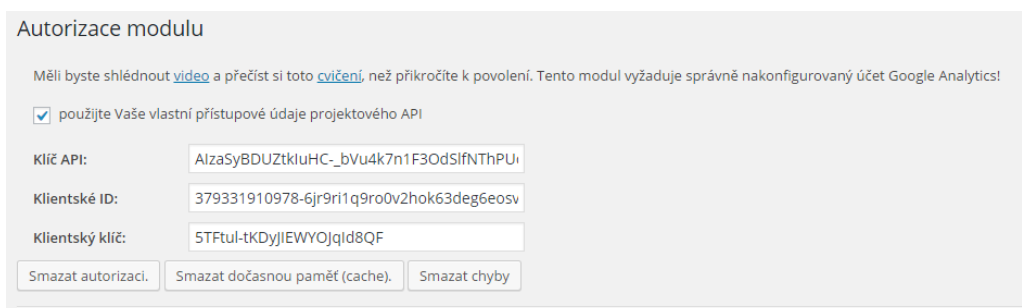 Autorizace modulu
Měli byste shlédnout video a přečíst si toto cvičení, než přikročíte k povolení. Tento modul vyžaduje správně nakonfigurovaný účet Google Analytics!
použijte Vaše vlastní přístupové údaje projektového API
Klíč API: AIzaSyBDUZtkIuHC-_bVu4k7n1F3OdSlfNThPU
Klientské ID: 379331910978-6jr9ri1q9ro0v2hok63deg6eosv
Klientský klíč: 5TFtul-tKDyJIEWYOJqId8QF
Smazat autorizaci. Smazat dočasnou paměť (cache). Smazat chyby